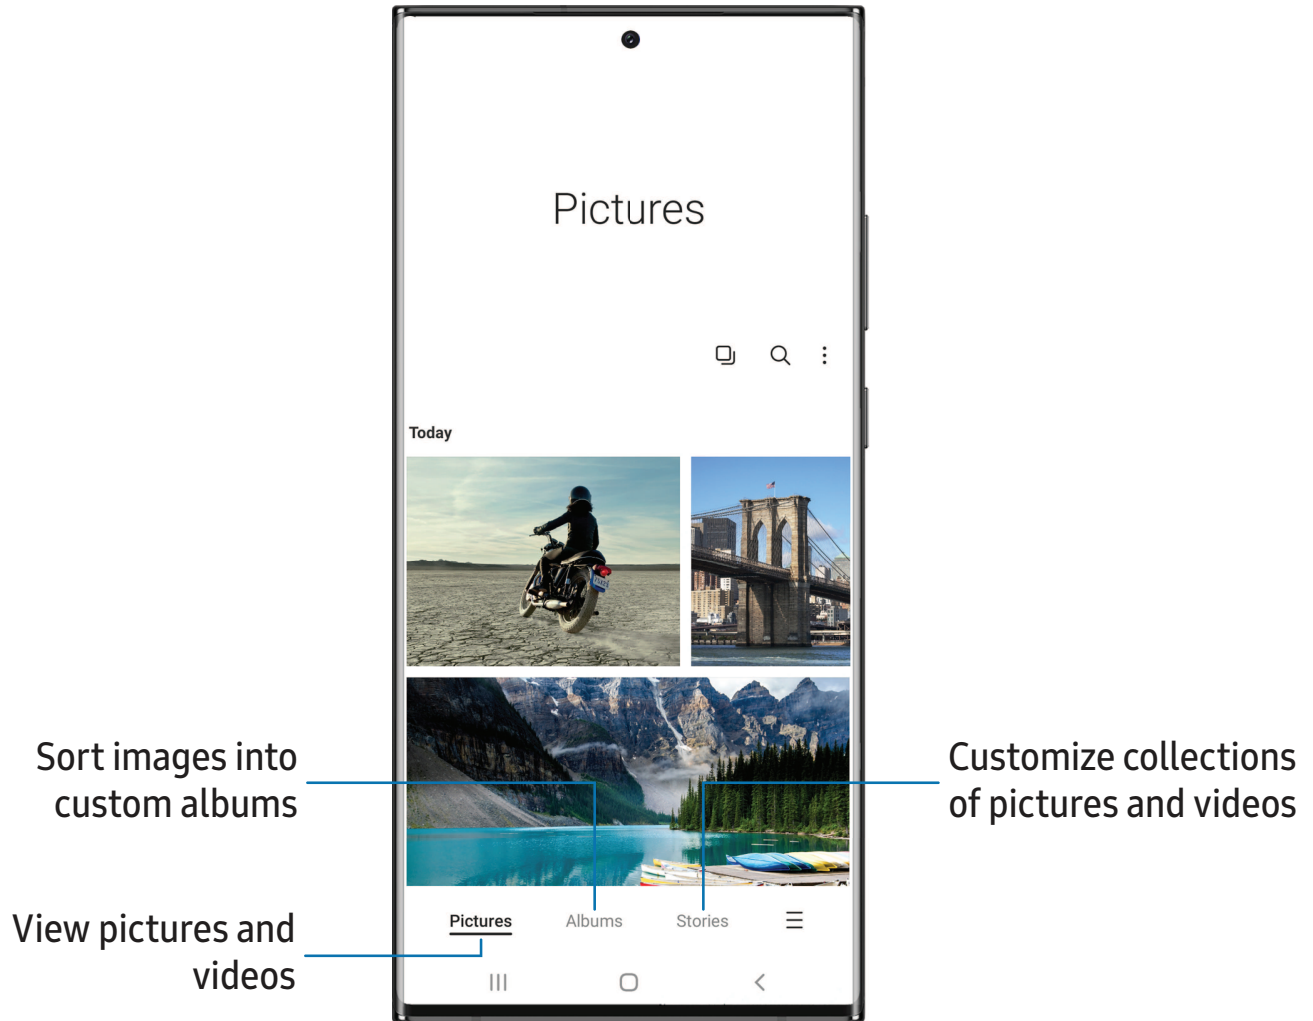 Pictures
Today
Sort images into
custom albums
Customize collections
of pictures and videos
View pictures and
videos
Pictures
Albums
Stories